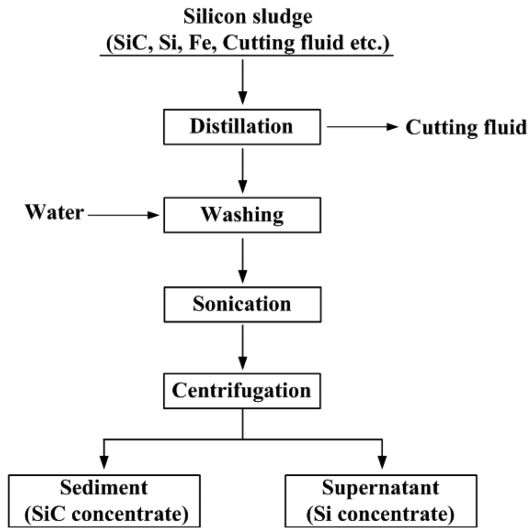 Silicon sludge
(SiC, Si, Fe, Cutting fluid etc.)
Distillation
Cutting fluid
Water
Washing
Sonication
Centrifugation
Sediment
(SiC concentrate)
Supernatant
(Si concentrate)